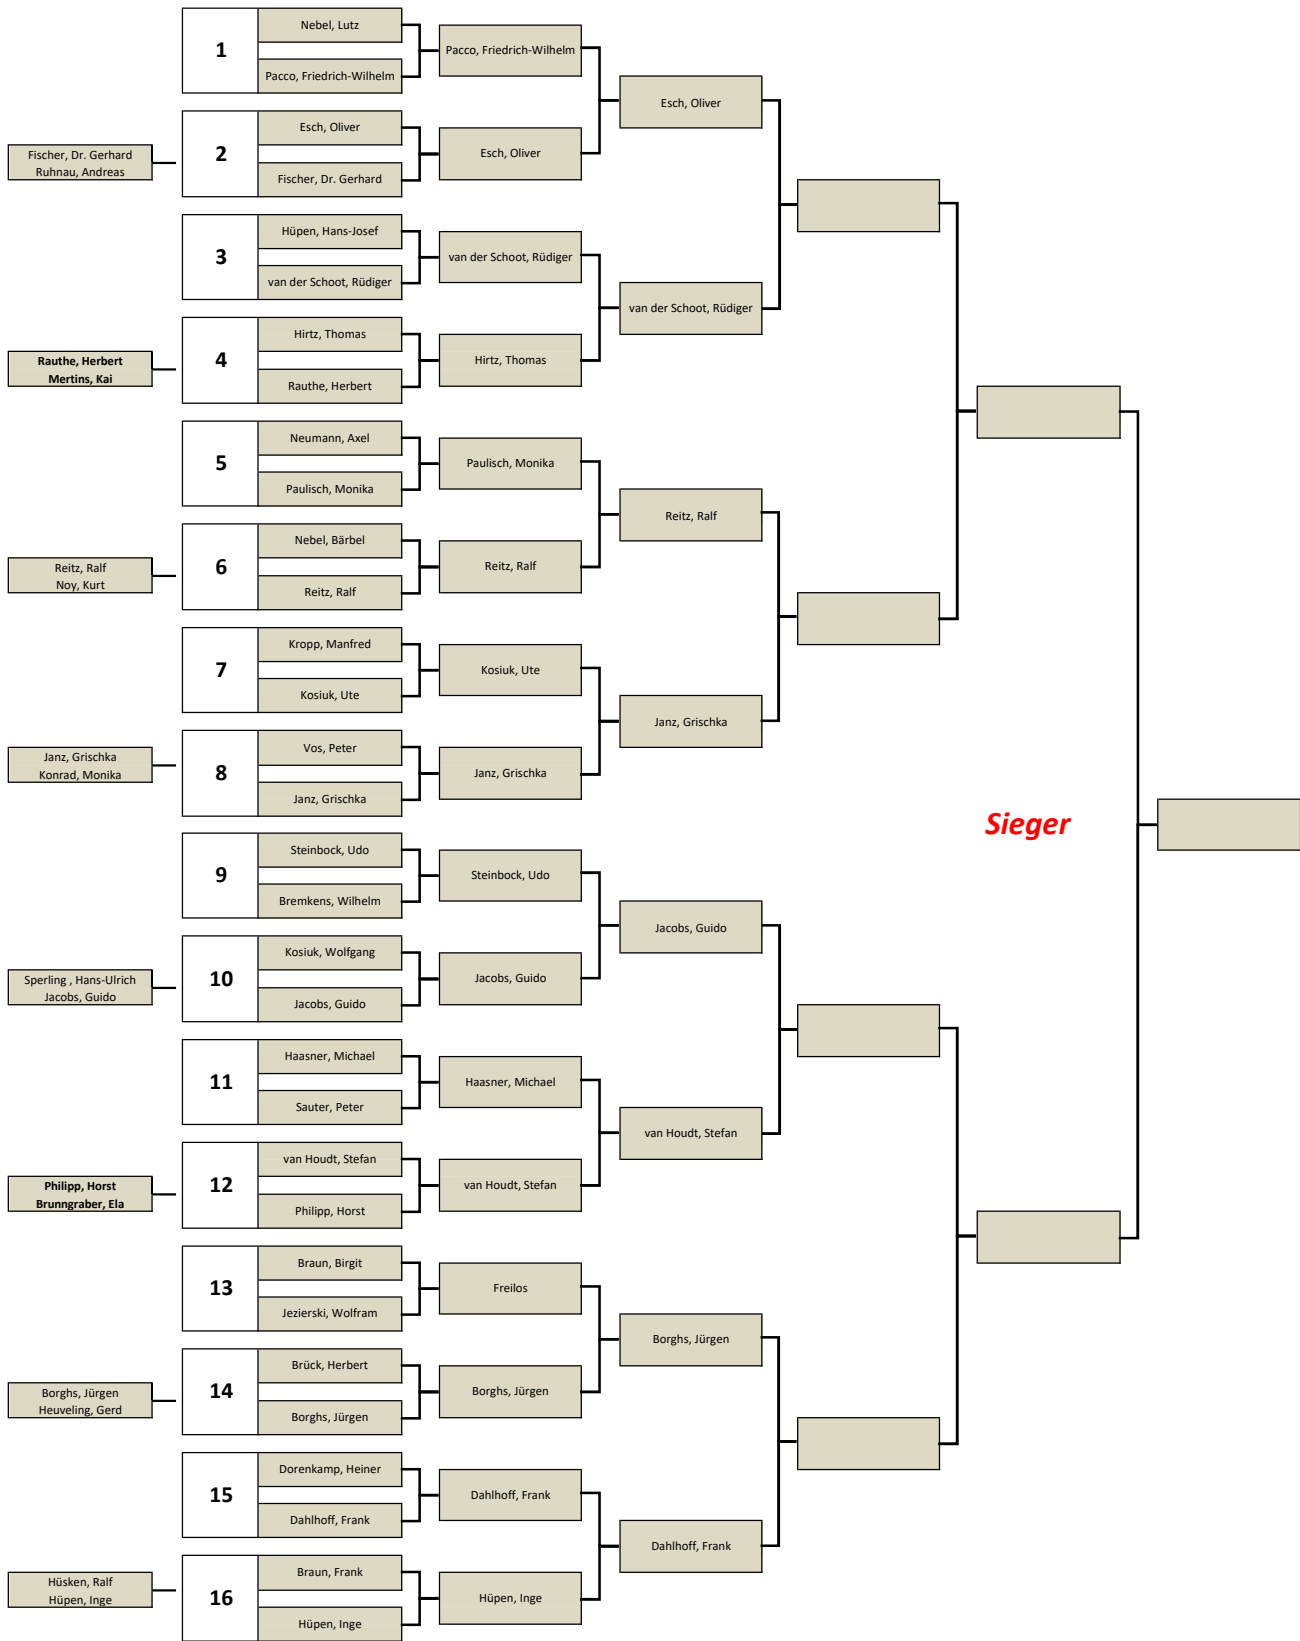 Nebel, Lutz
1
Pacco, Friedrich-Wilhelm
Pacco, Friedrich-Wilhelm
Esch, Oliver
Esch, Oliver
Fischer, Dr. Gerhard
Ruhnau, Andreas
2
Esch, Oliver
Fischer, Dr. Gerhard
Hüpen, Hans-Josef
3
van der Schoot, Rüdiger
van der Schoot, Rüdiger
van der Schoot, Rüdiger
Hirtz, Thomas
Rauthe, Herbert
Mertins, Kai
4
Hirtz, Thomas
Rauthe, Herbert
Neumann, Axel
5
Paulisch, Monika
Paulisch, Monika
Reitz, Ralf
Nebel, Bärbel
Reitz, Ralf
Noy, Kurt
6
Reitz, Ralf
Reitz, Ralf
Kropp, Manfred
7
Kosiuk, Ute
Kosiuk, Ute
Janz, Grischka
Vos, Peter
Janz, Grischka
Konrad, Monika
8
Janz, Grischka
Janz, Grischka
Sieger
Steinbock, Udo
9
Steinbock, Udo
Bremkens, Wilhelm
Jacobs, Guido
Kosiuk, Wolfgang
Sperling , Hans-Ulrich
Jacobs, Guido
10
Jacobs, Guido
Jacobs, Guido
Haasner, Michael
11
Haasner, Michael
Sauter, Peter
van Houdt, Stefan
van Houdt, Stefan
Philipp, Horst
Brunngraber, Ela
12
van Houdt, Stefan
Philipp, Horst
Braun, Birgit
13
Freilos
Jezierski, Wolfram
Borghs, Jürgen
Brück, Herbert
Borghs, Jürgen
Heuveling, Gerd
14
Borghs, Jürgen
Borghs, Jürgen
Dorenkamp, Heiner
15
Dahlhoff, Frank
Dahlhoff, Frank
Dahlhoff, Frank
Braun, Frank
Hüsken, Ralf
Hüpen, Inge
16
Hüpen, Inge
Hüpen, Inge